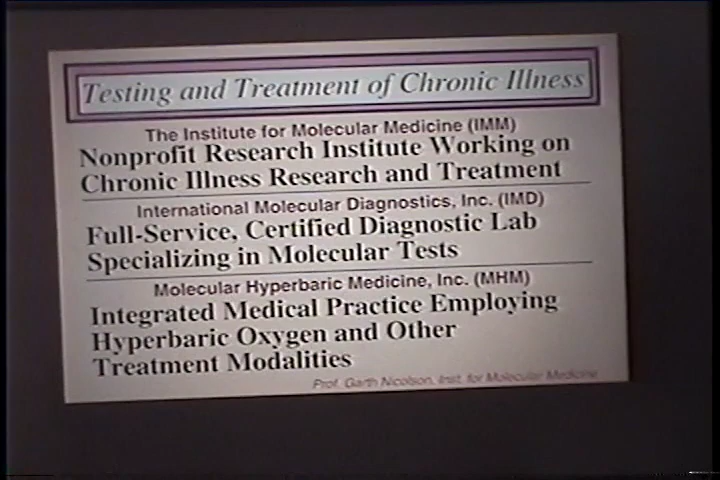 Testing and Treatment of Chronic Illness
The Institute for Molecular Medicine (IMM)
Nonprofit Research Institute Working on
Chronic Illness Research and Treatment
International Molecular Diagnostics, Inc. (IMD)
Full-Service, Certified Diagnostic Lab
Specializing in Molecular Tests
Molecular Hyperbaric Medicine, Inc. (MHM)
Integrated Medical Practice Employing
Hyperbaric Oxygen and Other
Treatment Modalities
Prof. Garth Nicolson, Inst. for Molecular Medicine